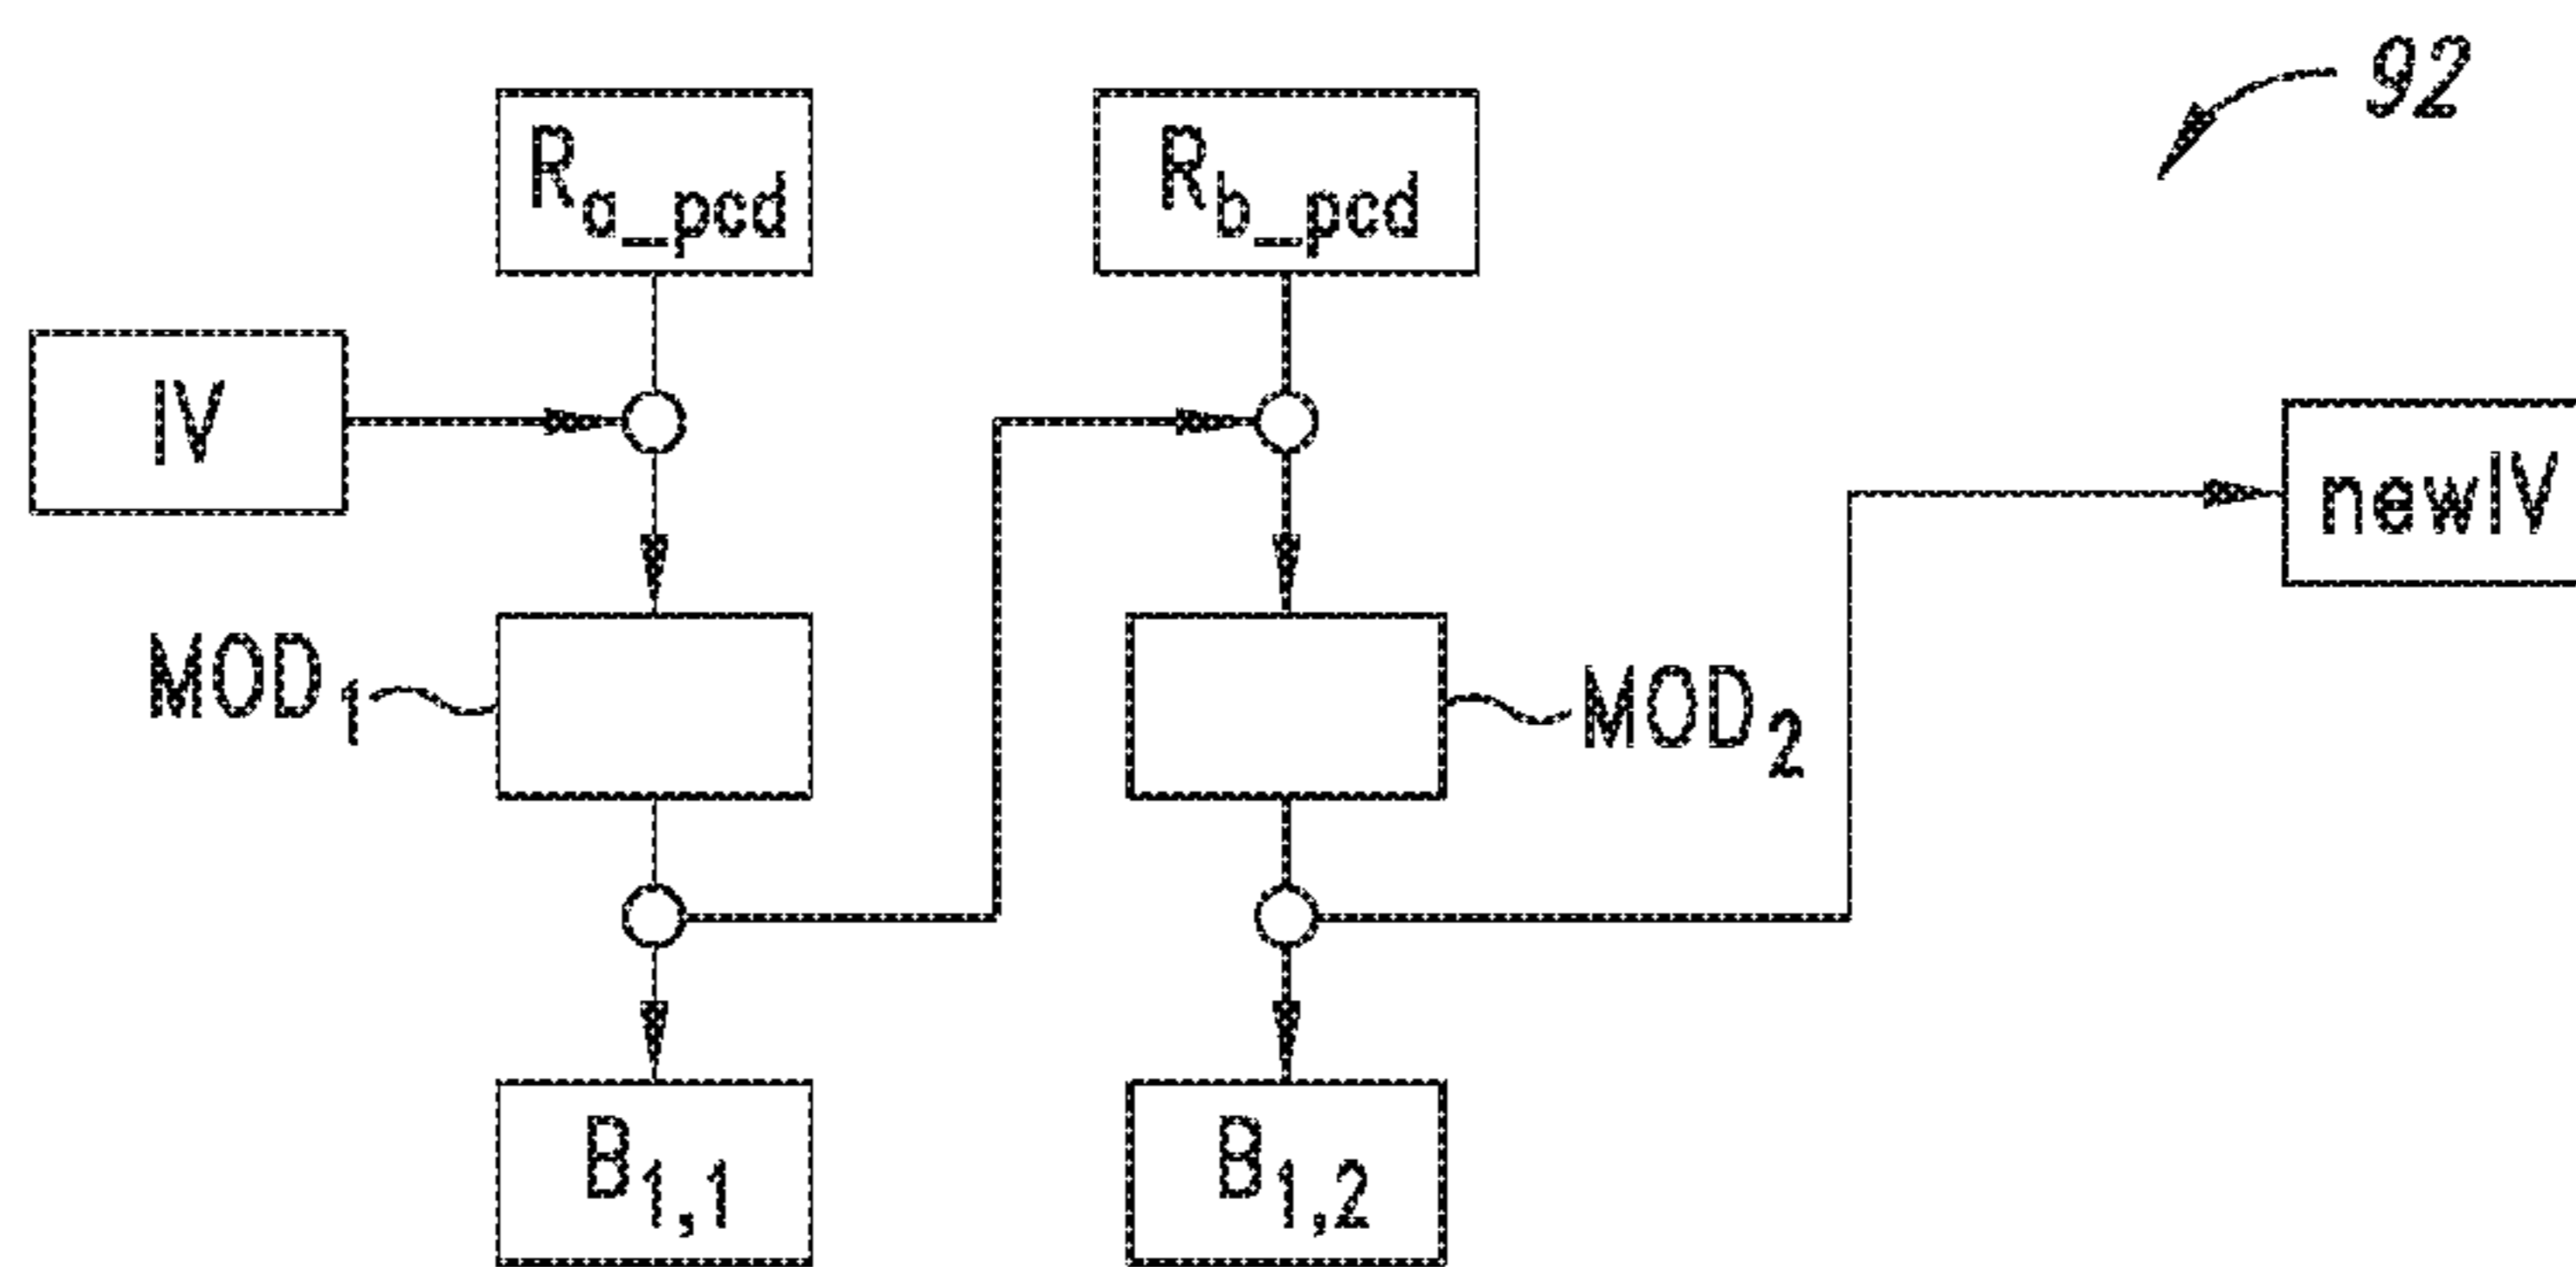 92
Ra_pcd
Rb_pcd
IV
newIV
MOD1
MOD2
B1,1
B1,2